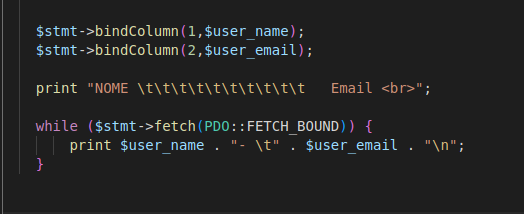 $stmt->bindColumn(1,$user_name);
$stmt->bindColumn(2,$user_email);
print "NOME \t\t\t\t\t\t\t\t\t\t   Email <br>";
while ($stmt->fetch(PDO::FETCH_BOUND)) {
print $user_name . "- \t" . $user_email . "\n";
}